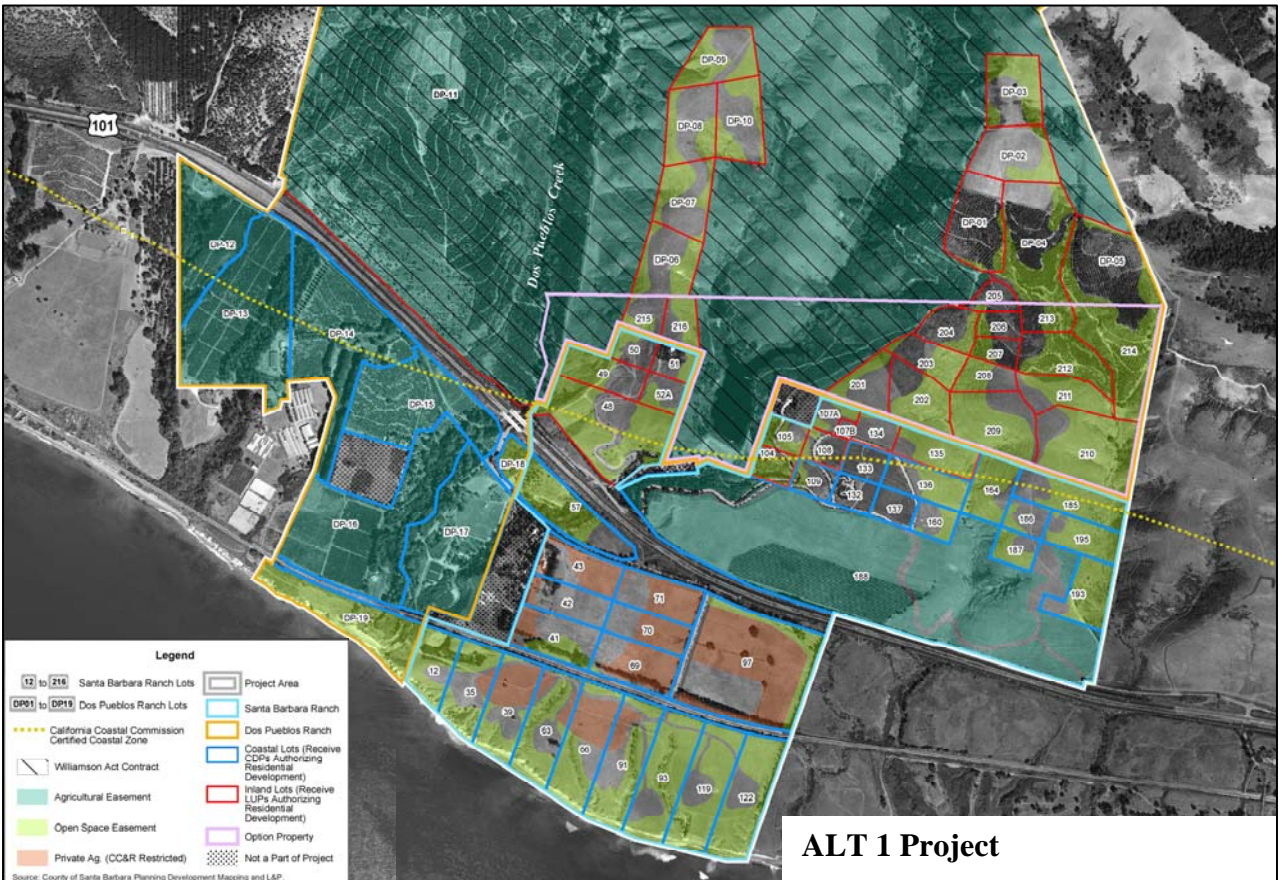 101
DP-11
Dos Pueblos Creek
DP-09
DP-08
DP-10
DP-07
DP-06
DP-03
DP-02
DP-01
DP-04
DP-05
DP-12
DP-13
DP-14
DP-15
DP-16
DP-17
DP-18
DP-19
215
216
50
51
49
48
52A
205
204
206
213
214
203
207
212
208
201
202
211
209
210
107A
107B
134
105
104
108
133
135
109
132
137
136
160
164
185
186
195
187
193
188
57
43
42
41
71
70
69
97
12
35
39
63
66
91
93
119
122
Legend
12 to 216 Santa Barbara Ranch Lots
DP01 to DP19 Dos Pueblos Ranch Lots
California Coastal Commission
Certified Coastal Zone
Williamson Act Contract
Agricultural Easement
Open Space Easement
Private Ag. (CC&R Restricted)
Project Area
Santa Barbara Ranch
Dos Pueblos Ranch
Coastal Lots (Receive
CDPs Authorizing
Residential
Development)
Inland Lots (Receive
LUPs Authorizing
Residential
Development)
Option Property
Not a Part of Project
Source: County of Santa Barbara Planning Development Mapping and L&P.
ALT 1 Project